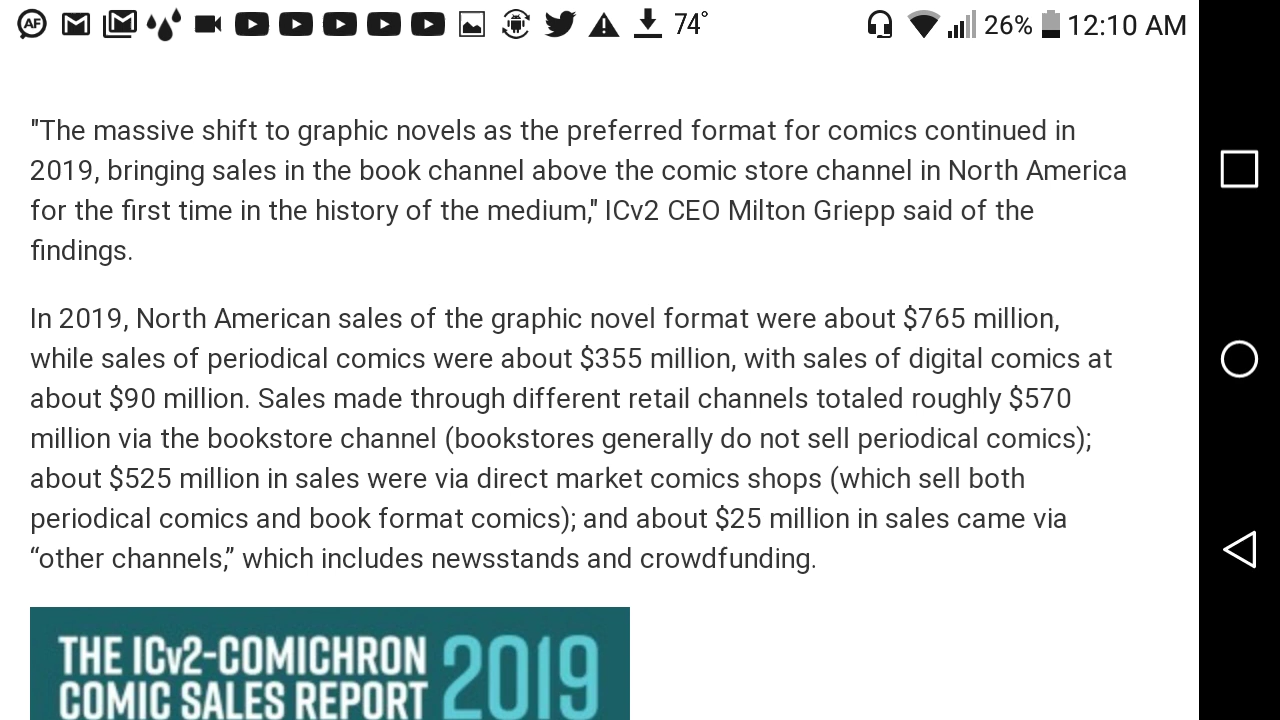 74° 26% 12:10 AM
"The massive shift to graphic novels as the preferred format for comics continued in
2019, bringing sales in the book channel above the comic store channel in North America
for the first time in the history of the medium," ICv2 CEO Milton Griepp said of the
findings.
In 2019, North American sales of the graphic novel format were about $765 million,
while sales of periodical comics were about $355 million, with sales of digital comics at
about $90 million. Sales made through different retail channels totaled roughly $570
million via the bookstore channel (bookstores generally do not sell periodical comics);
about $525 million in sales were via direct market comics shops (which sell both
periodical comics and book format comics); and about $25 million in sales came via
“other channels,” which includes newsstands and crowdfunding.
THE ICv2-COMICHRON 2019
COMIC SALES REPORT